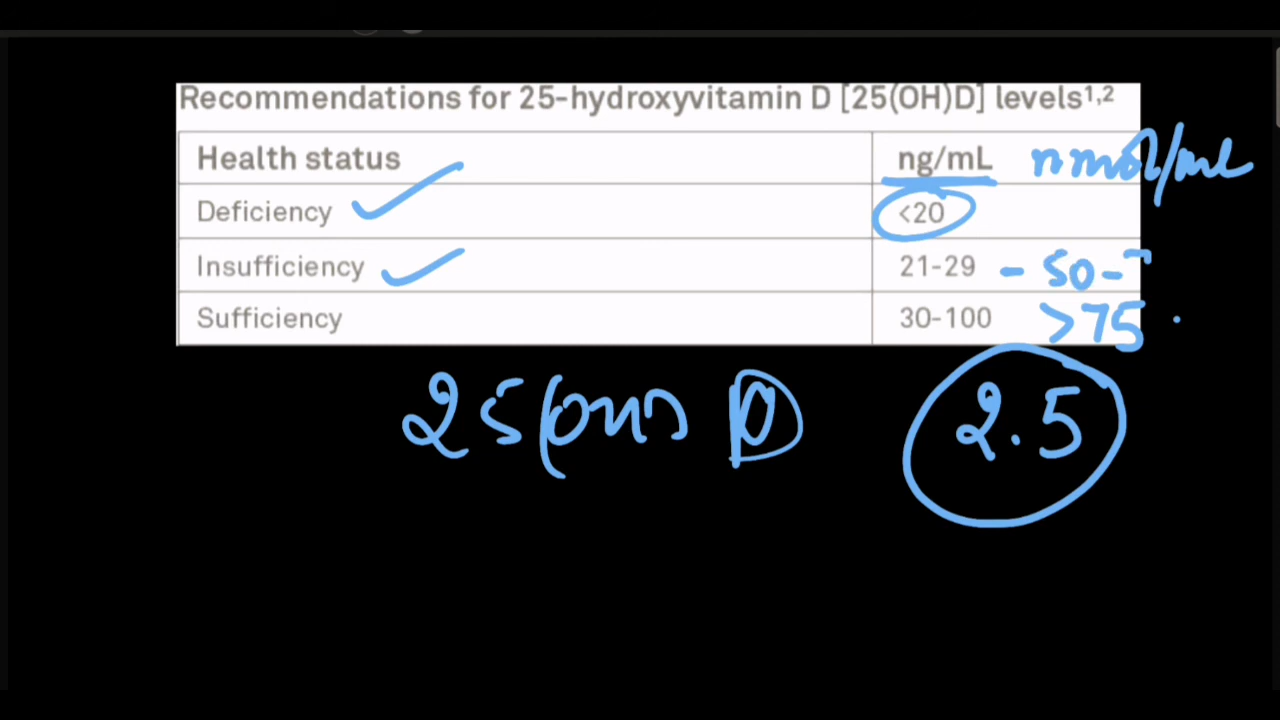 Recommendations for 25-hydroxyvitamin D [25(OH)D] levels¹,²
Health status ng/mL nmol/mL
Deficiency <20
Insufficiency 21-29 - 50-
Sufficiency 30-100 >75
25(OH) D 2.5